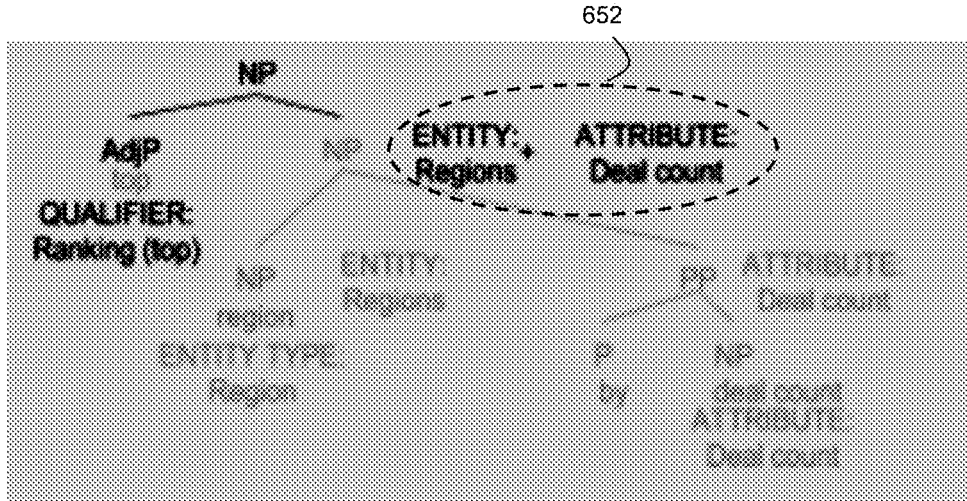 652
NP
AdjP NP ENTITY: + ATTRIBUTE:
top Regions Deal count
QUALIFIER:
Ranking (top)
NP ENTITY: PP ATTRIBUTE:
region Regions Deal count
ENTITY TYPE: P NP
Region by deal count
ATTRIBUTE:
Deal count